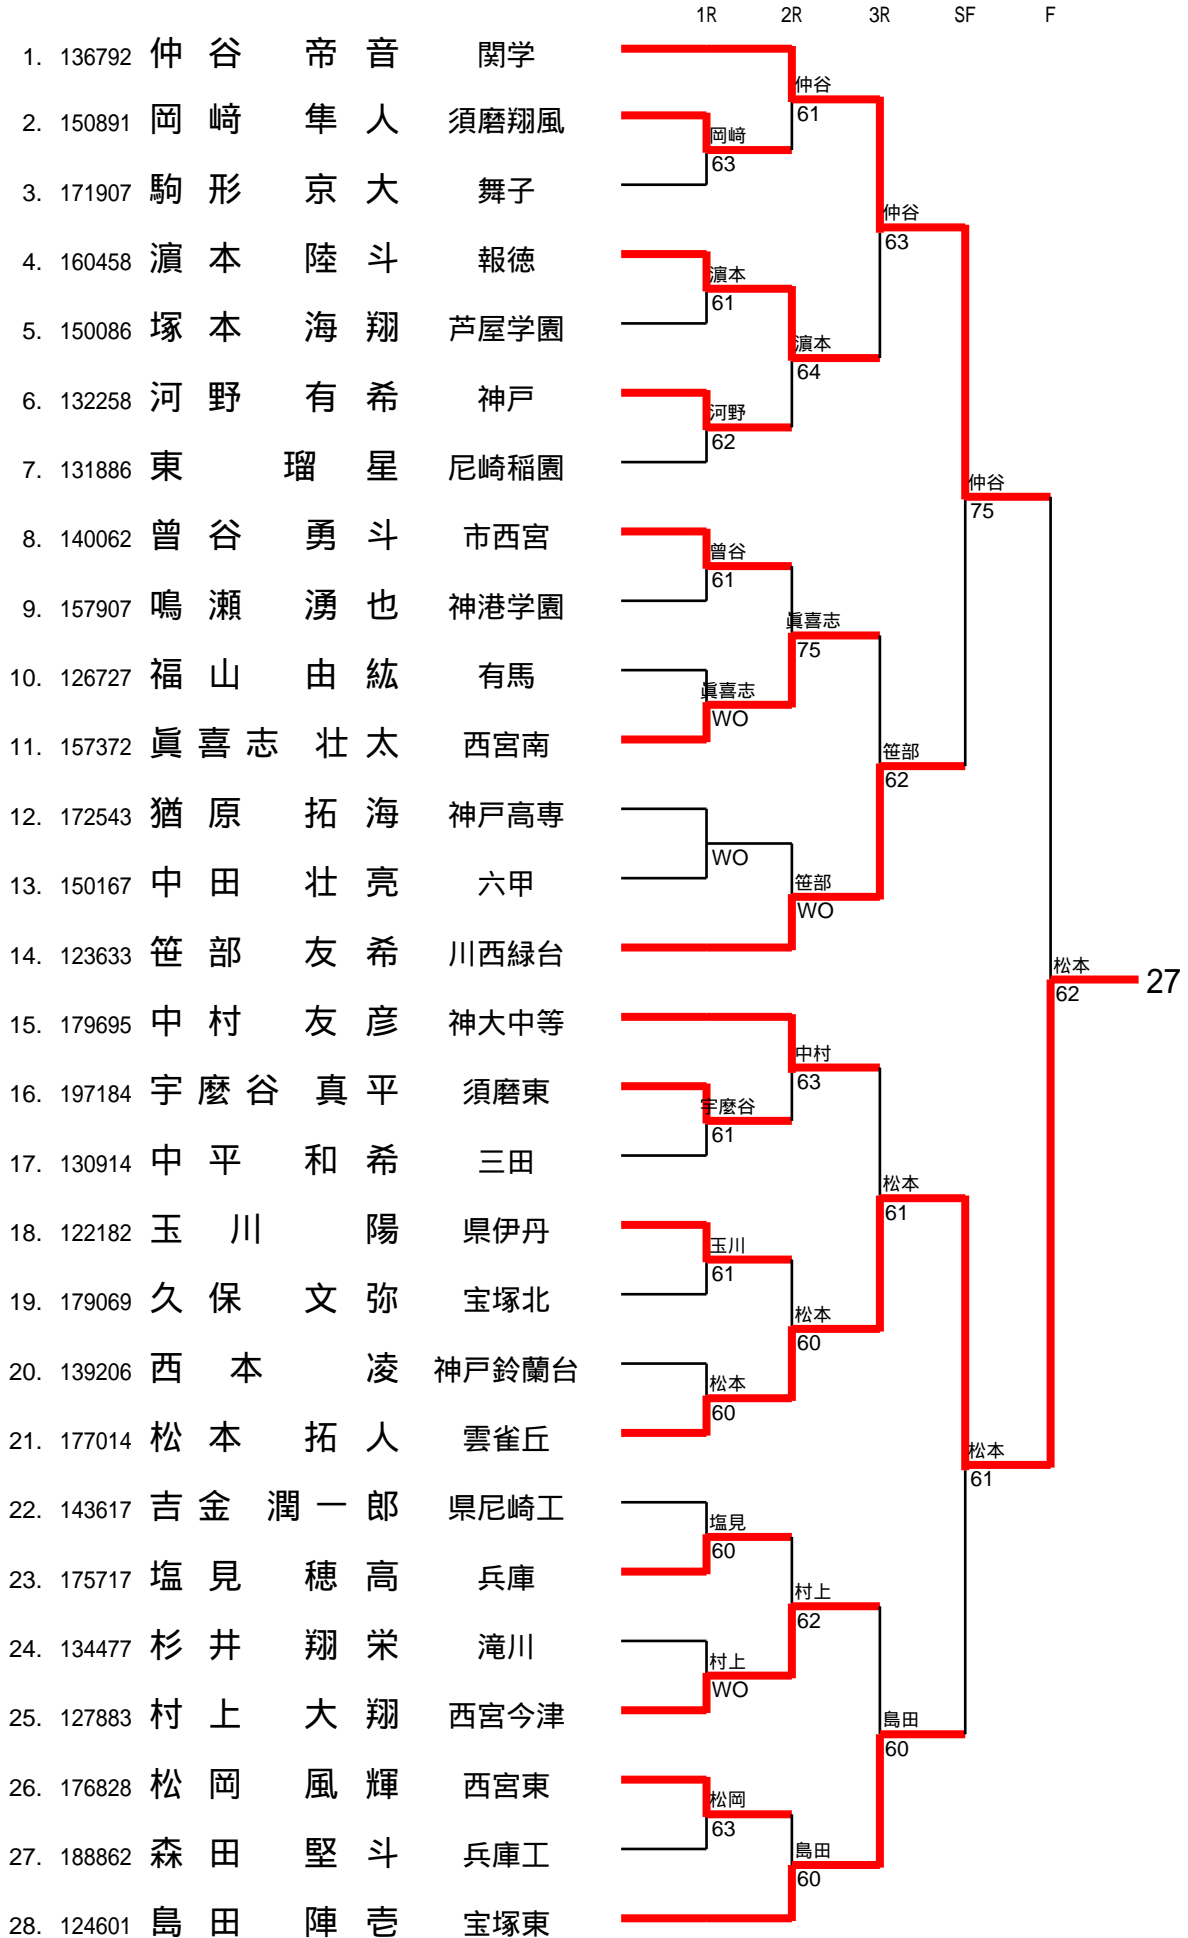 1R 2R 3R SF F
1. 136792 仲谷 帝音 関学
仲谷
61
2. 150891 岡﨑 隼人 須磨翔風
岡﨑
63
3. 171907 駒形 京大 舞子
仲谷
63
4. 160458 濵本 陸斗 報徳
濵本
61
5. 150086 塚本 海翔 芦屋学園
濵本
64
6. 132258 河野 有希 神戸
河野
62
7. 131886 東 瑠星 尼崎稲園
仲谷
75
8. 140062 曽谷 勇斗 市西宮
曽谷
61
9. 157907 鳴瀬 湧也 神港学園
眞喜志
75
10. 126727 福山 由紘 有馬
眞喜志
WO
11. 157372 眞喜志 壮太 西宮南
笹部
62
12. 172543 猶原 拓海 神戸高専
WO
13. 150167 中田 壮亮 六甲
笹部
WO
14. 123633 笹部 友希 川西緑台
松本
62
27
15. 179695 中村 友彦 神大中等
中村
63
16. 197184 宇麼谷 真平 須磨東
宇麼谷
61
17. 130914 中平 和希 三田
松本
61
18. 122182 玉川 陽 県伊丹
玉川
61
19. 179069 久保 文弥 宝塚北
松本
60
20. 139206 西本 凌 神戸鈴蘭台
松本
60
21. 177014 松本 拓人 雲雀丘
松本
61
22. 143617 吉金 潤一郎 県尼崎工
塩見
60
23. 175717 塩見 穂高 兵庫
村上
62
24. 134477 杉井 翔栄 滝川
村上
WO
25. 127883 村上 大翔 西宮今津
島田
60
26. 176828 松岡 風輝 西宮東
松岡
63
27. 188862 森田 堅斗 兵庫工
島田
60
28. 124601 島田 陣壱 宝塚東